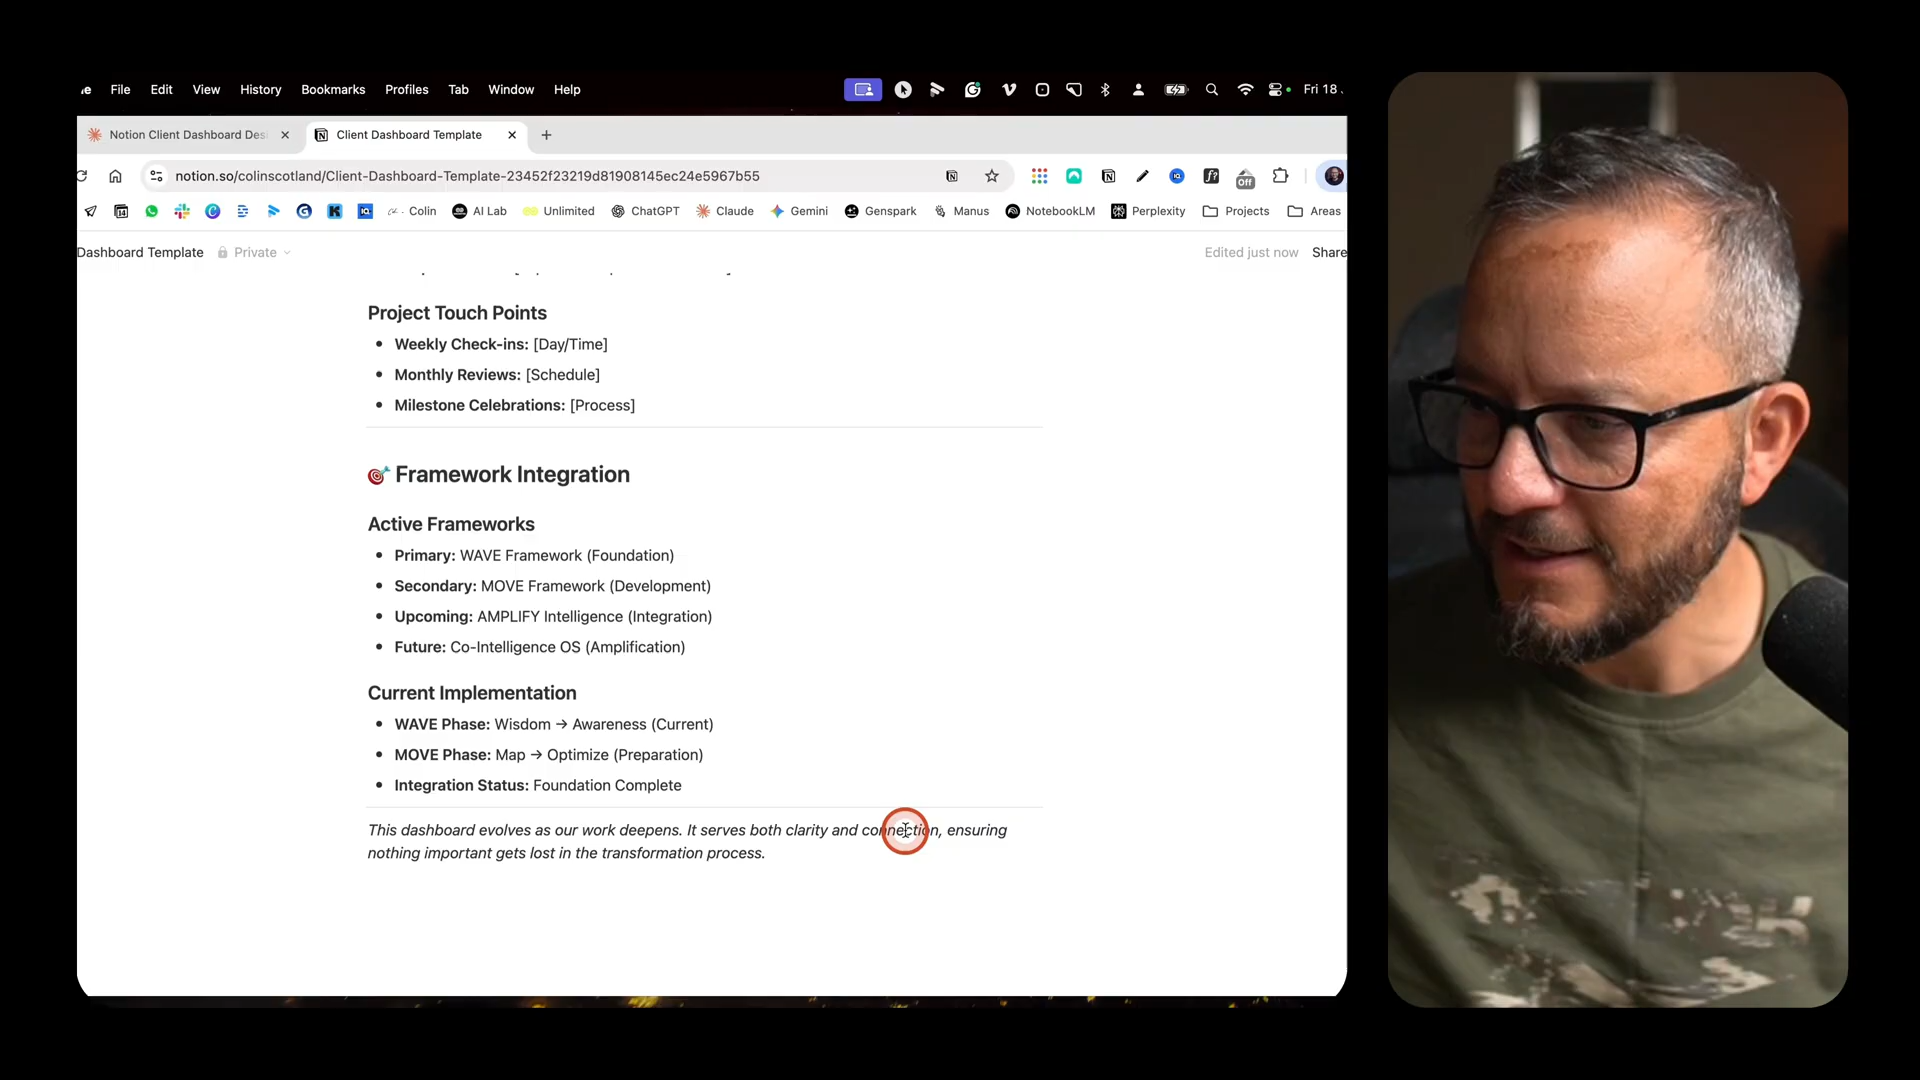 File Edit View History Bookmarks Profiles Tab Window Help Fri 18
Notion Client Dashboard Des Client Dashboard Template
notion.so/colinscotland/Client-Dashboard-Template-23452f23219d81908145ec24e5967b55
Off
Colin AI Lab Unlimited ChatGPT Claude Gemini Genspark Manus NotebookLM Perplexity Projects Areas
Dashboard Template Private Edited just now Share
Project Touch Points
• Weekly Check-ins: [Day/Time]
• Monthly Reviews: [Schedule]
• Milestone Celebrations: [Process]
🎯 Framework Integration
Active Frameworks
• Primary: WAVE Framework (Foundation)
• Secondary: MOVE Framework (Development)
• Upcoming: AMPLIFY Intelligence (Integration)
• Future: Co-Intelligence OS (Amplification)
Current Implementation
• WAVE Phase: Wisdom → Awareness (Current)
• MOVE Phase: Map → Optimize (Preparation)
• Integration Status: Foundation Complete
This dashboard evolves as our work deepens. It serves both clarity and connection, ensuring
nothing important gets lost in the transformation process.